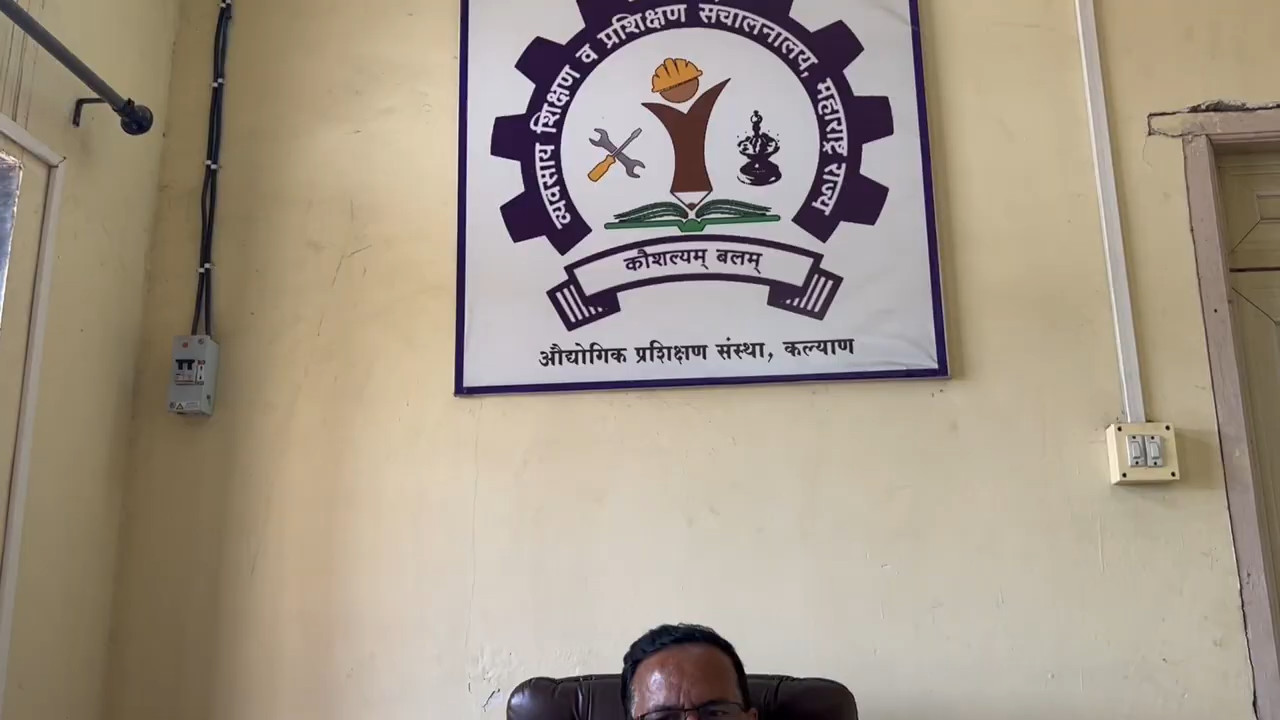 व्यवसाय शिक्षण व प्रशिक्षण संचालनालय, महाराष्ट्र राज्य
कौशल्यम् बलम्
औद्योगिक प्रशिक्षण संस्था, कल्याण